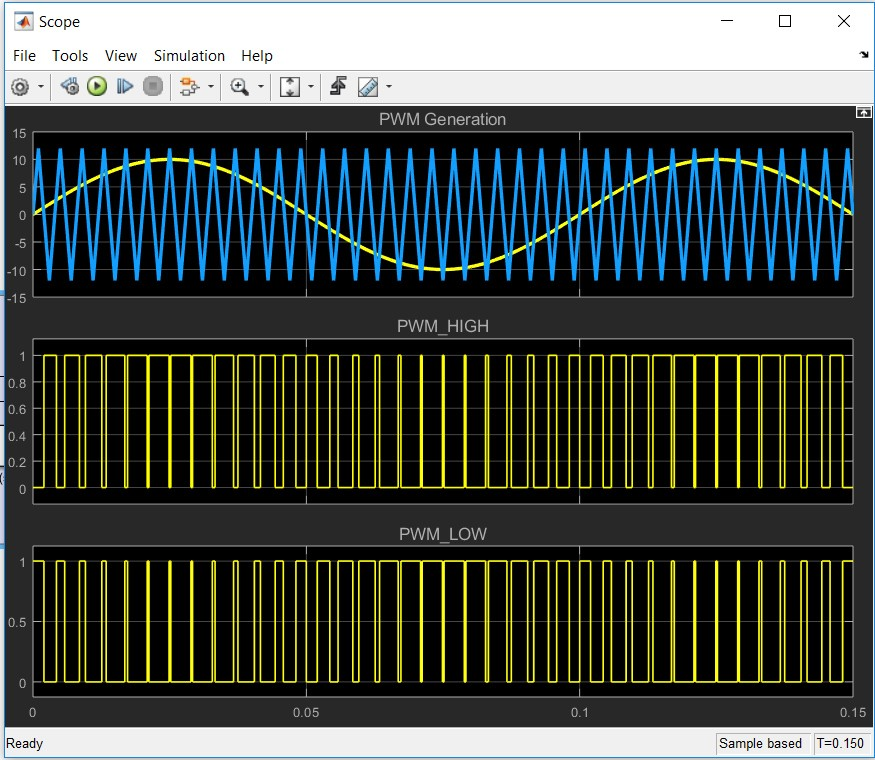 Scope
File Tools View Simulation Help
PWM Generation
15
10
5
0
-5
-10
-15
PWM_HIGH
1
0.8
0.6
0.4
0.2
0
PWM_LOW
1
0.5
0
0 0.05 0.1 0.15
Ready Sample based T=0.150